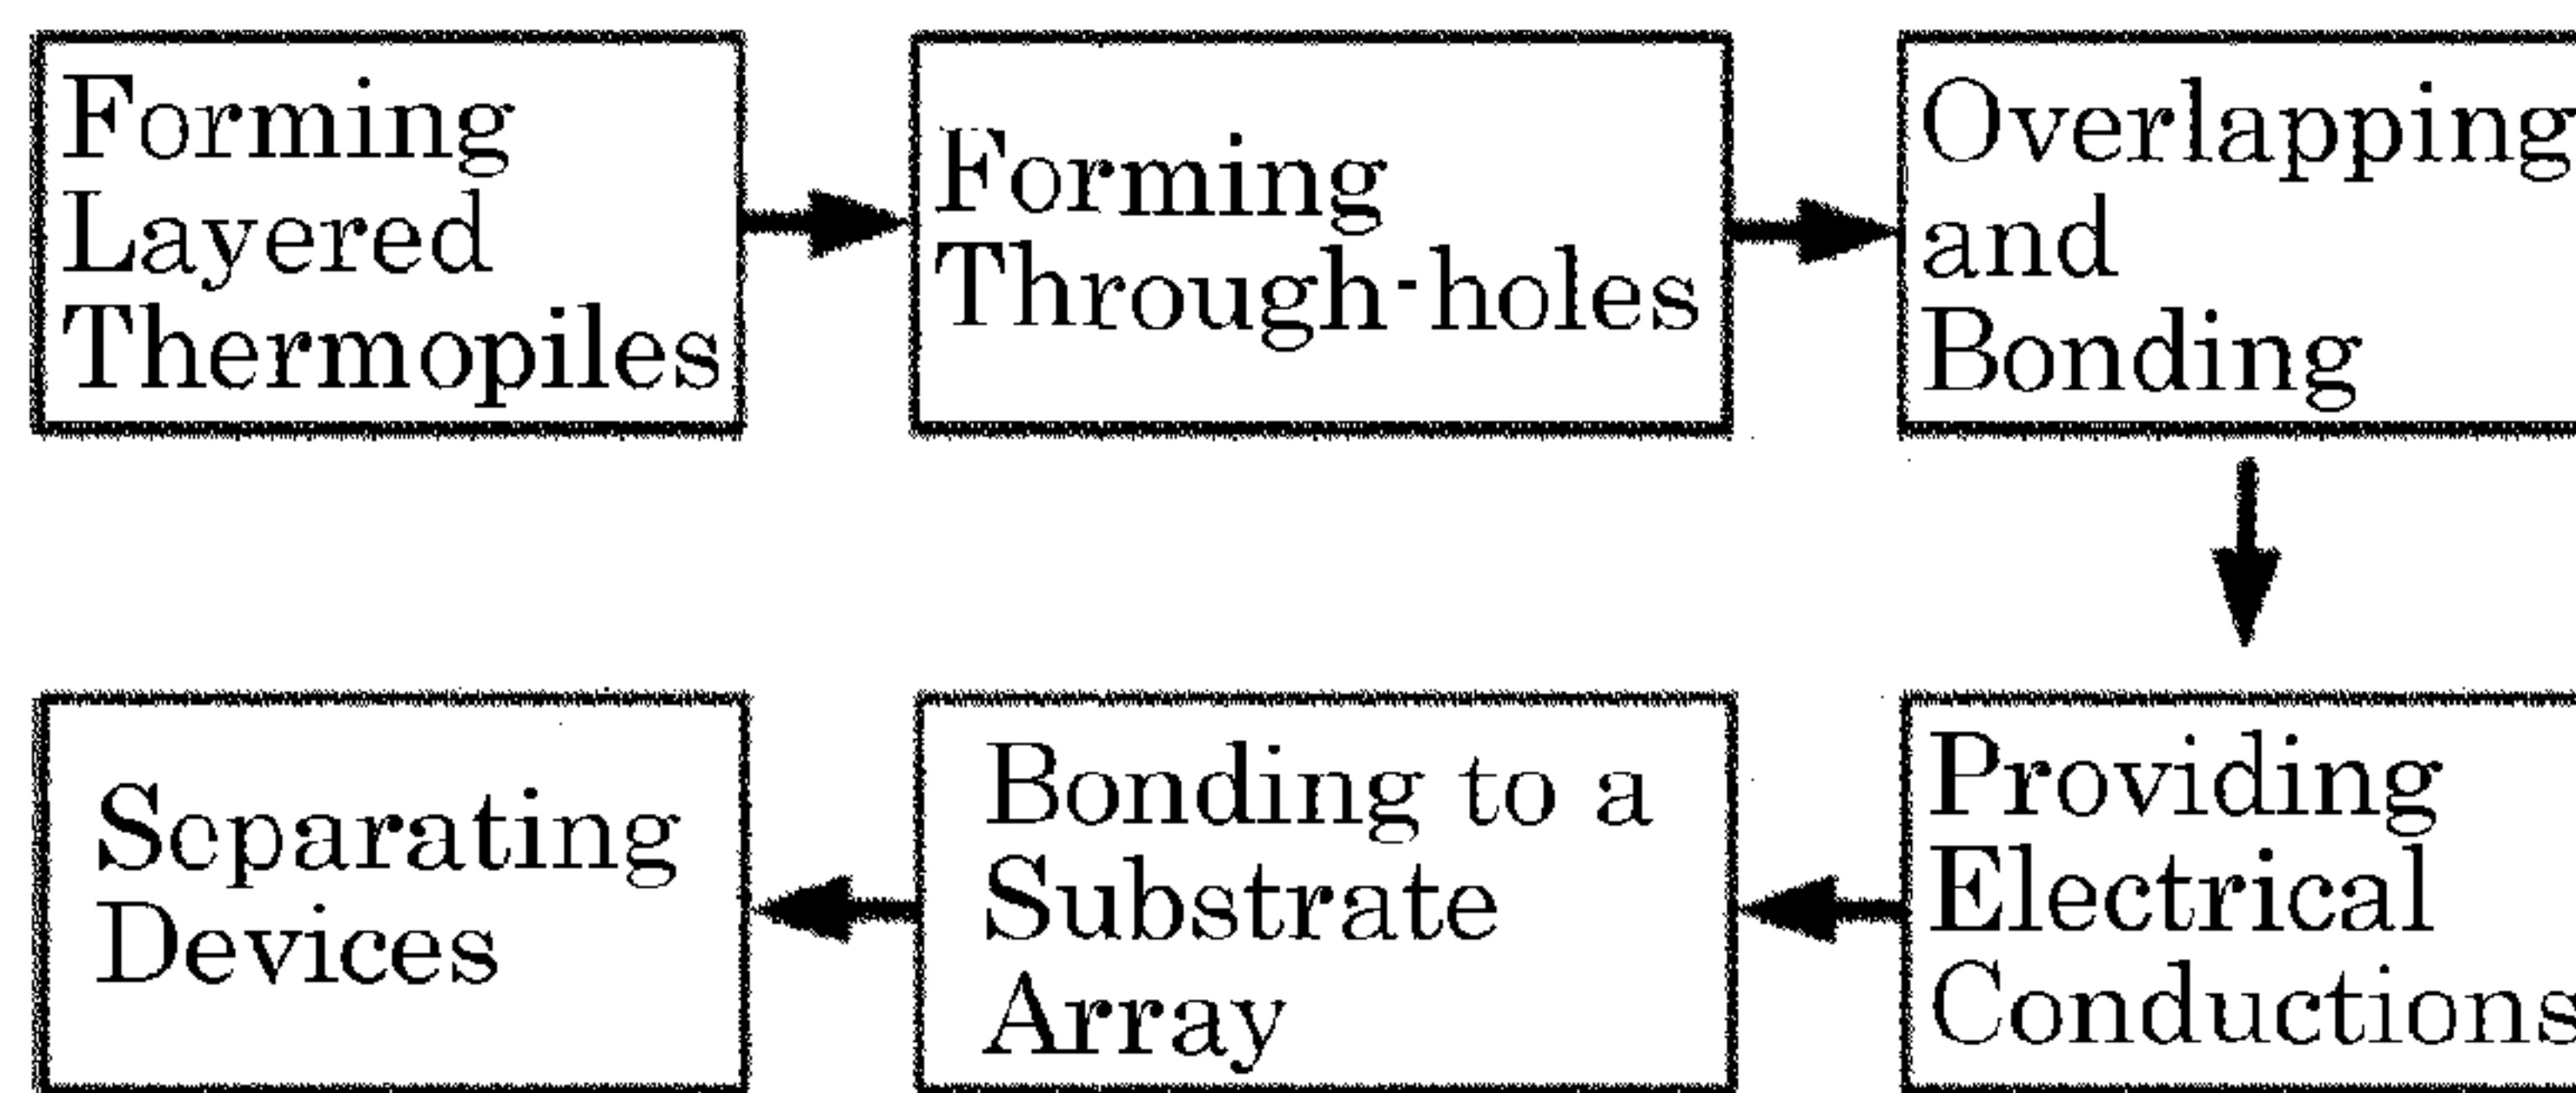 Forming
Layered
Thermopiles
Forming
Through-holes
Overlapping
and
Bonding
Providing
Electrical
Conductions
Bonding to a
Substrate
Array
Separating
Devices